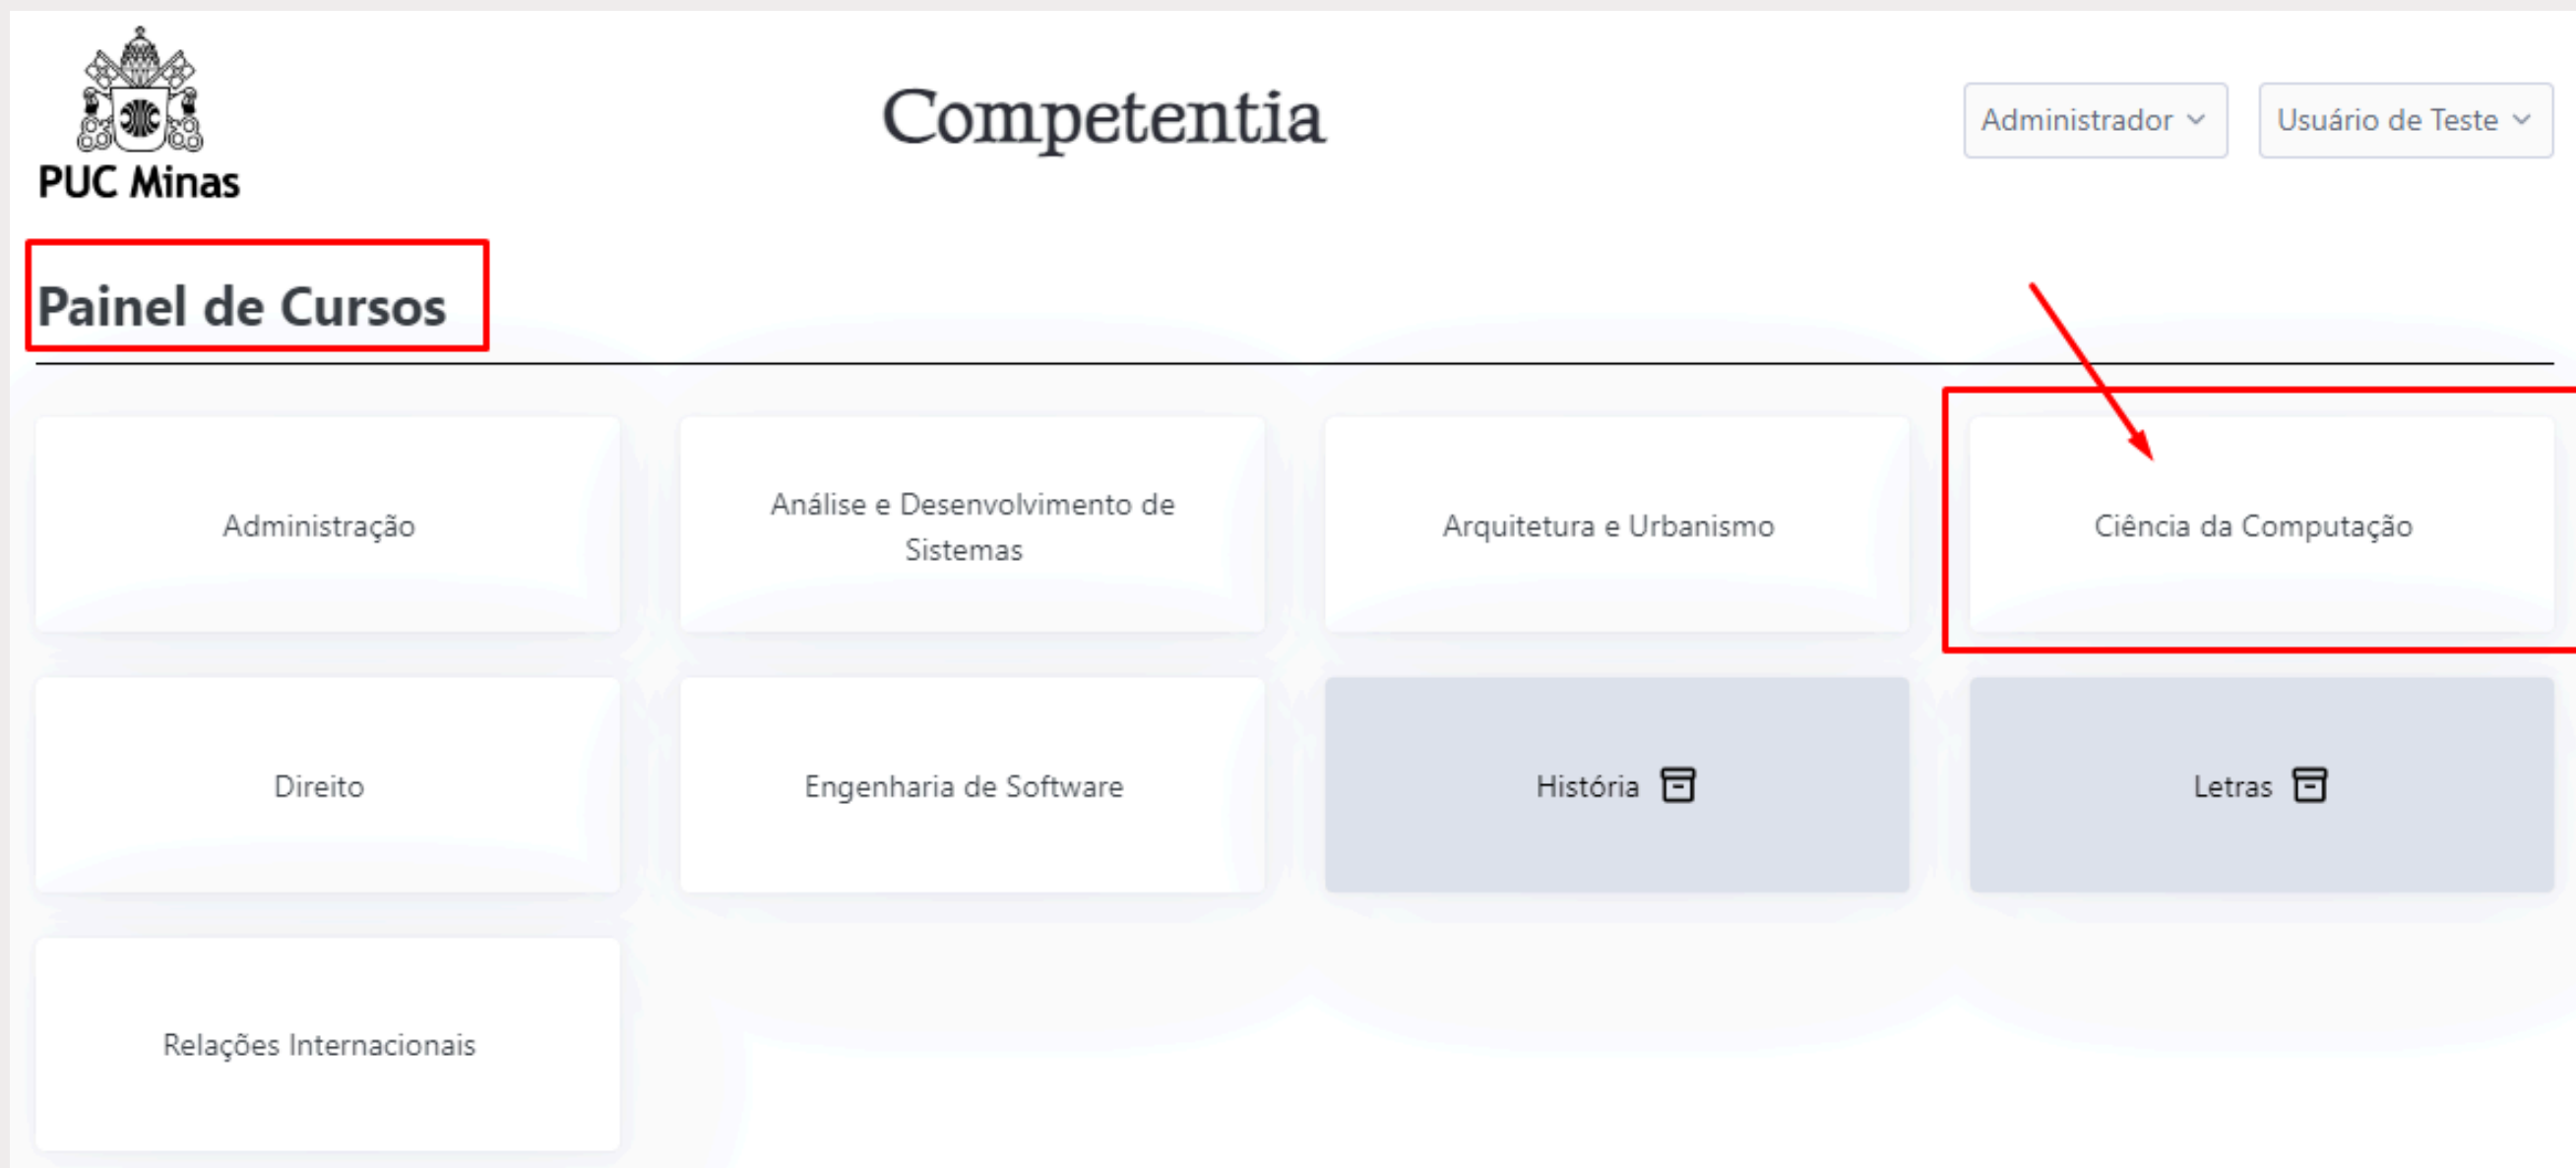 PUC Minas
Competentia
Administrador
Usuário de Teste
Painel de Cursos
Administração
Análise e Desenvolvimento de
Sistemas
Arquitetura e Urbanismo
Ciência da Computação
Direito
Engenharia de Software
História
Letras
Relações Internacionais